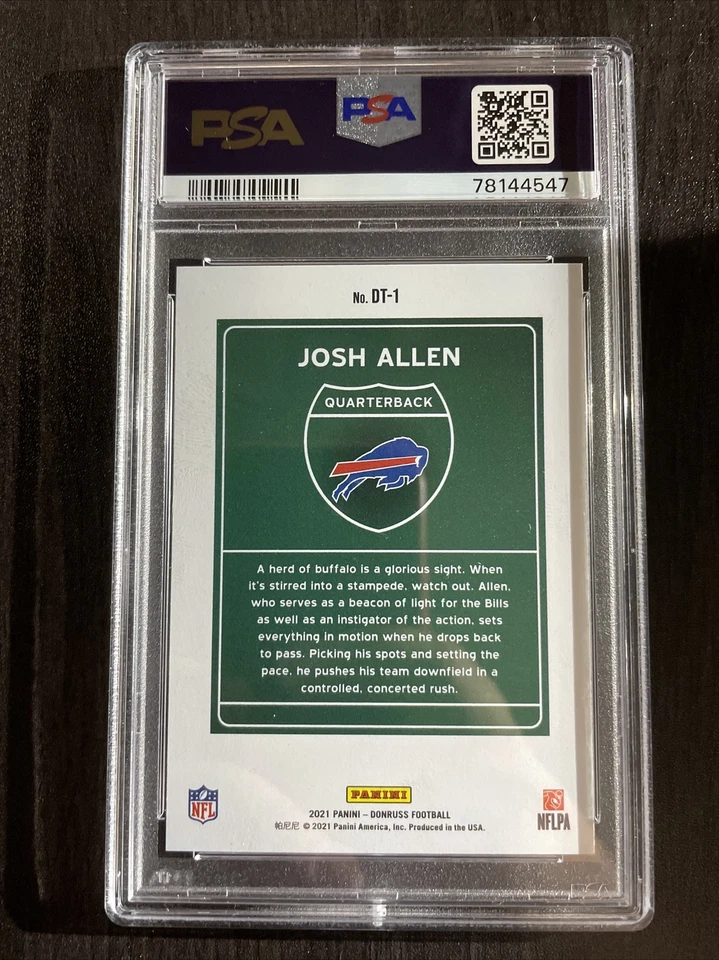 PSA
PSA
78144547
No. DT-1
JOSH ALLEN
QUARTERBACK
A herd of buffalo is a glorious sight. When
it's stirred into a stampede, watch out. Allen,
who serves as a beacon of light for the Bills
as well as an instigator of the action, sets
everything in motion when he drops back
to pass. Picking his spots and setting the
pace, he pushes his team downfield in a
controlled, concerted rush.
NFL
PANINI
2021 PANINI – DONRUSS FOOTBALL
帕尼尼 © 2021 Panini America, Inc. Produced in the USA.
NFLPA